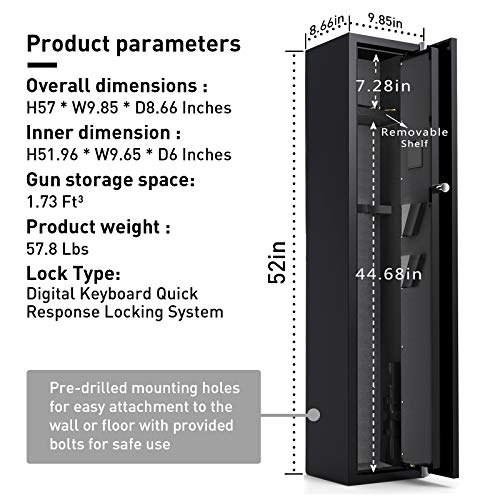 Product parameters
Overall dimensions :
H57 * W9.85 * D8.66 Inches
Inner dimension :
H51.96 * W9.65 * D6 Inches
Gun storage space:
1.73 Ft³
Product weight :
57.8 Lbs
Lock Type:
Digital Keyboard Quick
Response Locking System
Pre-drilled mounting holes
for easy attachment to the
wall or floor with provided
bolts for safe use
8.66in
9.85in
7.28in
Removable
Shelf
52in
44.68in